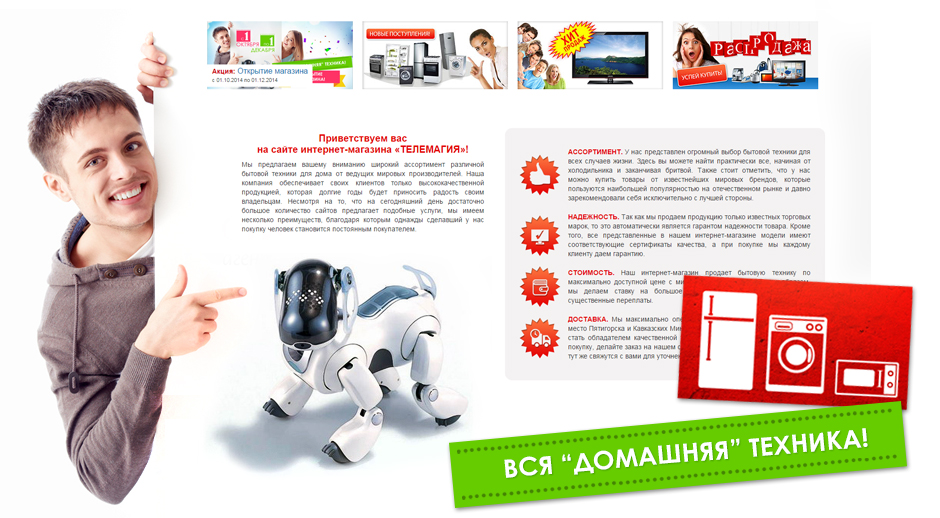 1
ОКТЯБРЯ
по 1
ДЕКАБРЯ
ТЕХНИКА!
Акция: Открытие магазина
с 01.10.2014 по 01.12.2014
НОВЫЕ ПОСТУПЛЕНИЯ
ХИТ
ПРОДАЖ
РАСПРОДАЖА
УСПЕЙ КУПИТЬ!
Приветствуем вас
на сайте интернет-магазина «ТЕЛЕМАГИЯ»!
Мы предлагаем вашему вниманию широкий ассортимент различной
бытовой техники для дома от ведущих мировых производителей. Наша
компания обеспечивает своих клиентов только высококачественной
продукцией, которая долгие годы будет приносить радость своим
владельцам. Несмотря на то, что на сегодняшний день достаточно
большое количество сайтов предлагает подобные услуги, мы имеем
несколько преимуществ, благодаря которым однажды сделавший у нас
покупку человек становится постоянным покупателем.
АССОРТИМЕНТ. У нас представлен огромный выбор бытовой техники для
всех случаев жизни. Здесь вы можете найти практически все, начиная от
холодильника и заканчивая бритвой. Также стоит отметить, что у нас
можно купить товары от известнейших мировых брендов, которые
пользуются наибольшей популярностью на отечественном рынке и давно
зарекомендовали себя исключительно с лучшей стороны.
НАДЕЖНОСТЬ. Так как мы продаем продукцию только известных торговых
марок, то это автоматически является гарантом надежности товара. Кроме
того, все представленные в нашем интернет-магазине модели имеют
соответствующие сертификаты качества, а при покупке мы каждому
клиенту даем гарантию.
СТОИМОСТЬ. Наш интернет-магазин продает бытовую технику по
максимально доступной цене с
мы делаем ставку на большое
существенные переплаты.
ДОСТАВКА. Мы максимально
место Пятигорска и Кавказских
стать обладателем качественной
покупку, делайте заказ на нашем
тут же свяжутся с вами для
ВСЯ “ДОМАШНЯЯ” ТЕХНИКА!